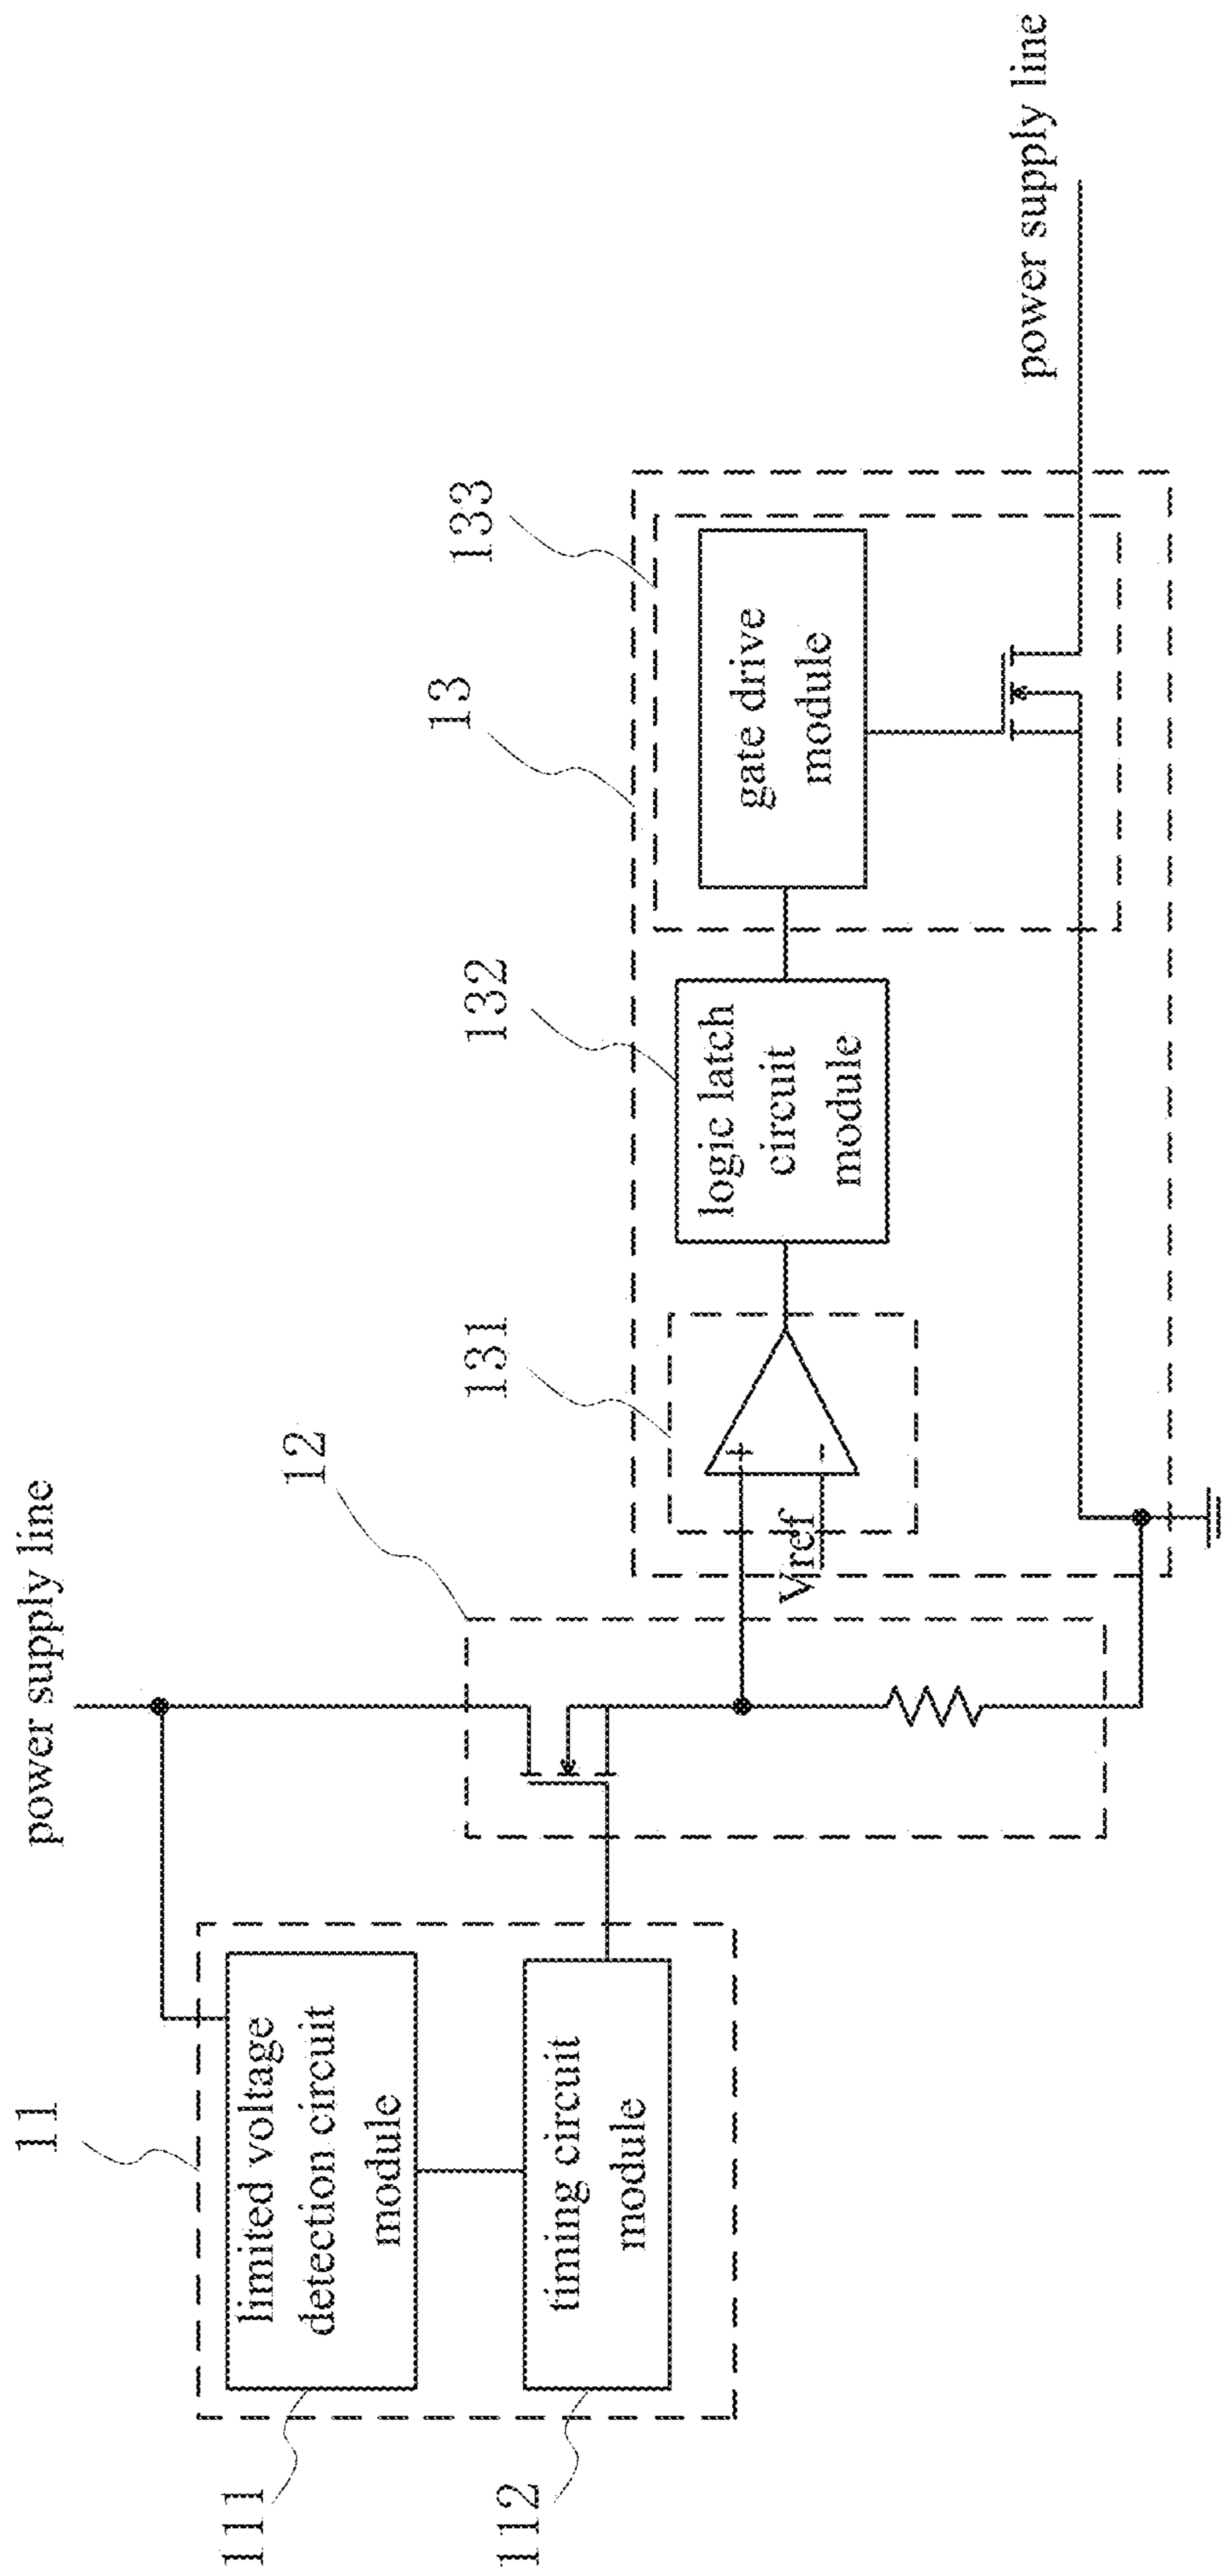 power supply line
11
111
limited voltage
detection circuit
module
112
timing circuit
module
12
13
131
+
-
Vref
132
logic latch
circuit
module
133
gate drive
module
power supply line